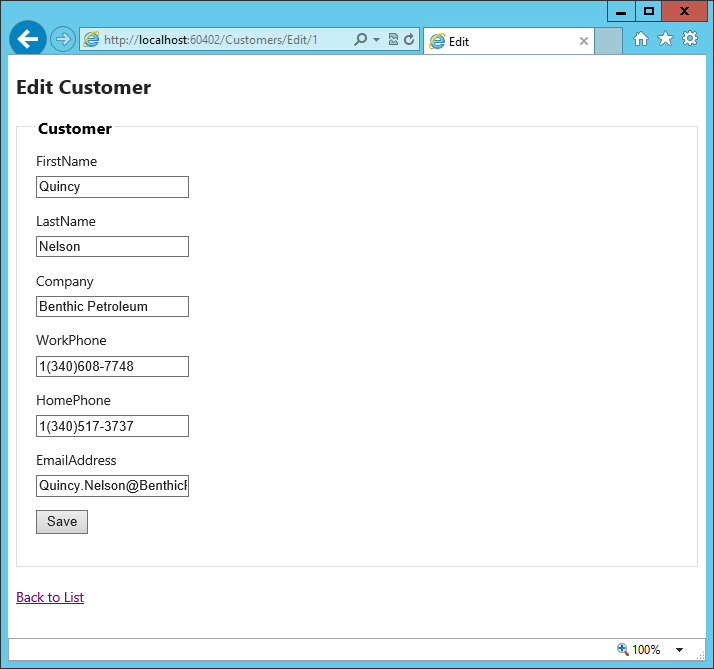 http://localhost:60402/Customers/Edit/1
Edit
Edit Customer
Customer
FirstName
Quincy
LastName
Nelson
Company
Benthic Petroleum
WorkPhone
1(340)608-7748
HomePhone
1(340)517-3737
EmailAddress
Quincy.Nelson@Benthic
Save
Back to List
100%